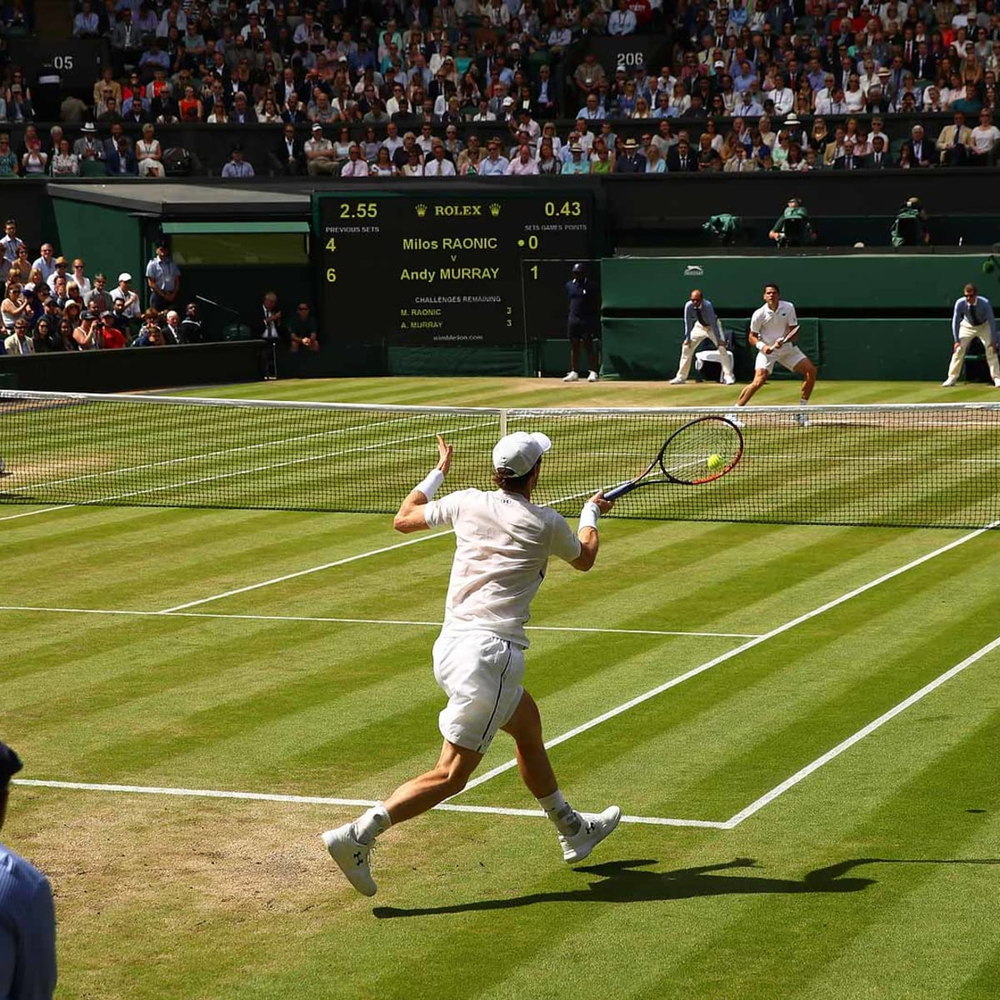 05
206
2.55 ROLEX 0.43
PREVIOUS SETS SETS GAMES POINTS
4 Milos RAONIC 0
v
6 Andy MURRAY 1
CHALLENGES REMAINING
M. RAONIC 3
A. MURRAY 3
wimbledon.com